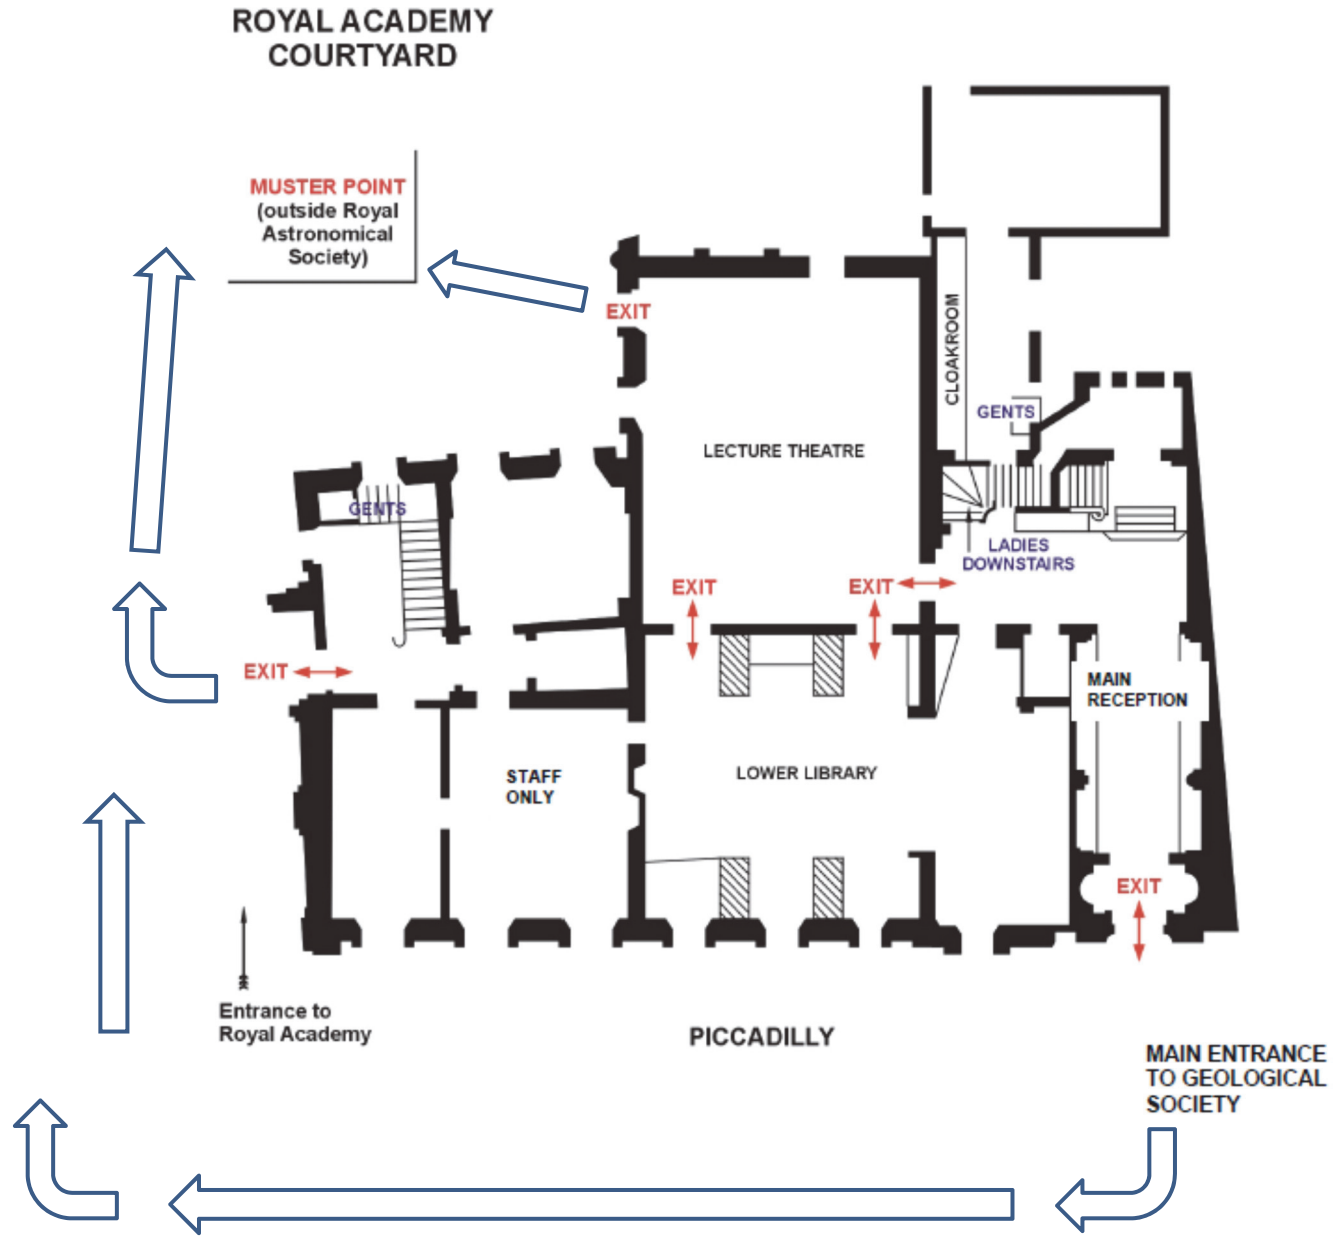 ROYAL ACADEMY
COURTYARD
MUSTER POINT
(outside Royal
Astronomical
Society)
EXIT
CLOAKROOM
GENTS
LECTURE THEATRE
GENTS
LADIES
DOWNSTAIRS
EXIT
EXIT
EXIT
MAIN
RECEPTION
STAFF
ONLY
LOWER LIBRARY
EXIT
Entrance to
Royal Academy
PICCADILLY
MAIN ENTRANCE
TO GEOLOGICAL
SOCIETY